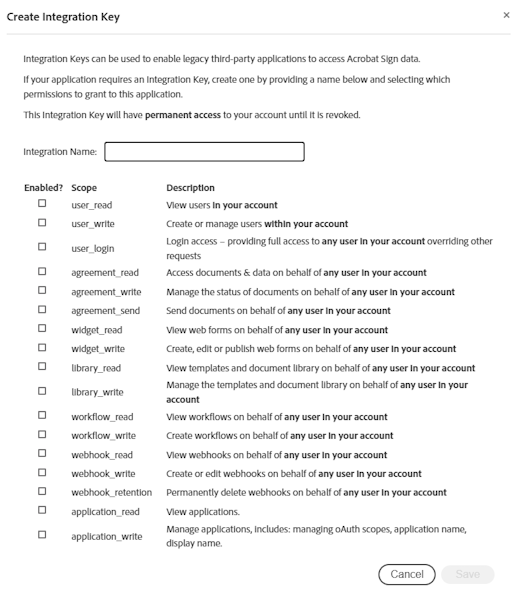 Create Integration Key
×
Integration Keys can be used to enable legacy third-party applications to access Acrobat Sign data.
If your application requires an Integration Key, create one by providing a name below and selecting which
permissions to grant to this application.
This Integration Key will have permanent access to your account until it is revoked.
Integration Name:
Enabled? Scope Description
user_read View users in your account
user_write Create or manage users within your account
user_login Login access – providing full access to any user in your account overriding other
requests
agreement_read Access documents & data on behalf of any user in your account
agreement_write Manage the status of documents on behalf of any user in your account
agreement_send Send documents on behalf of any user in your account
widget_read View web forms on behalf of any user in your account
widget_write Create, edit or publish web forms on behalf of any user in your account
library_read View templates and document library on behalf of any user in your account
library_write Manage the templates and document library on behalf of any user in your
account
workflow_read View workflows on behalf of any user in your account
workflow_write Create workflows on behalf of any user in your account
webhook_read View webhooks on behalf of any user in your account
webhook_write Create or edit webhooks on behalf of any user in your account
webhook_retention Permanently delete webhooks on behalf of any user in your account
application_read View applications.
application_write Manage applications, includes: managing oAuth scopes, application name,
display name.
Cancel Save